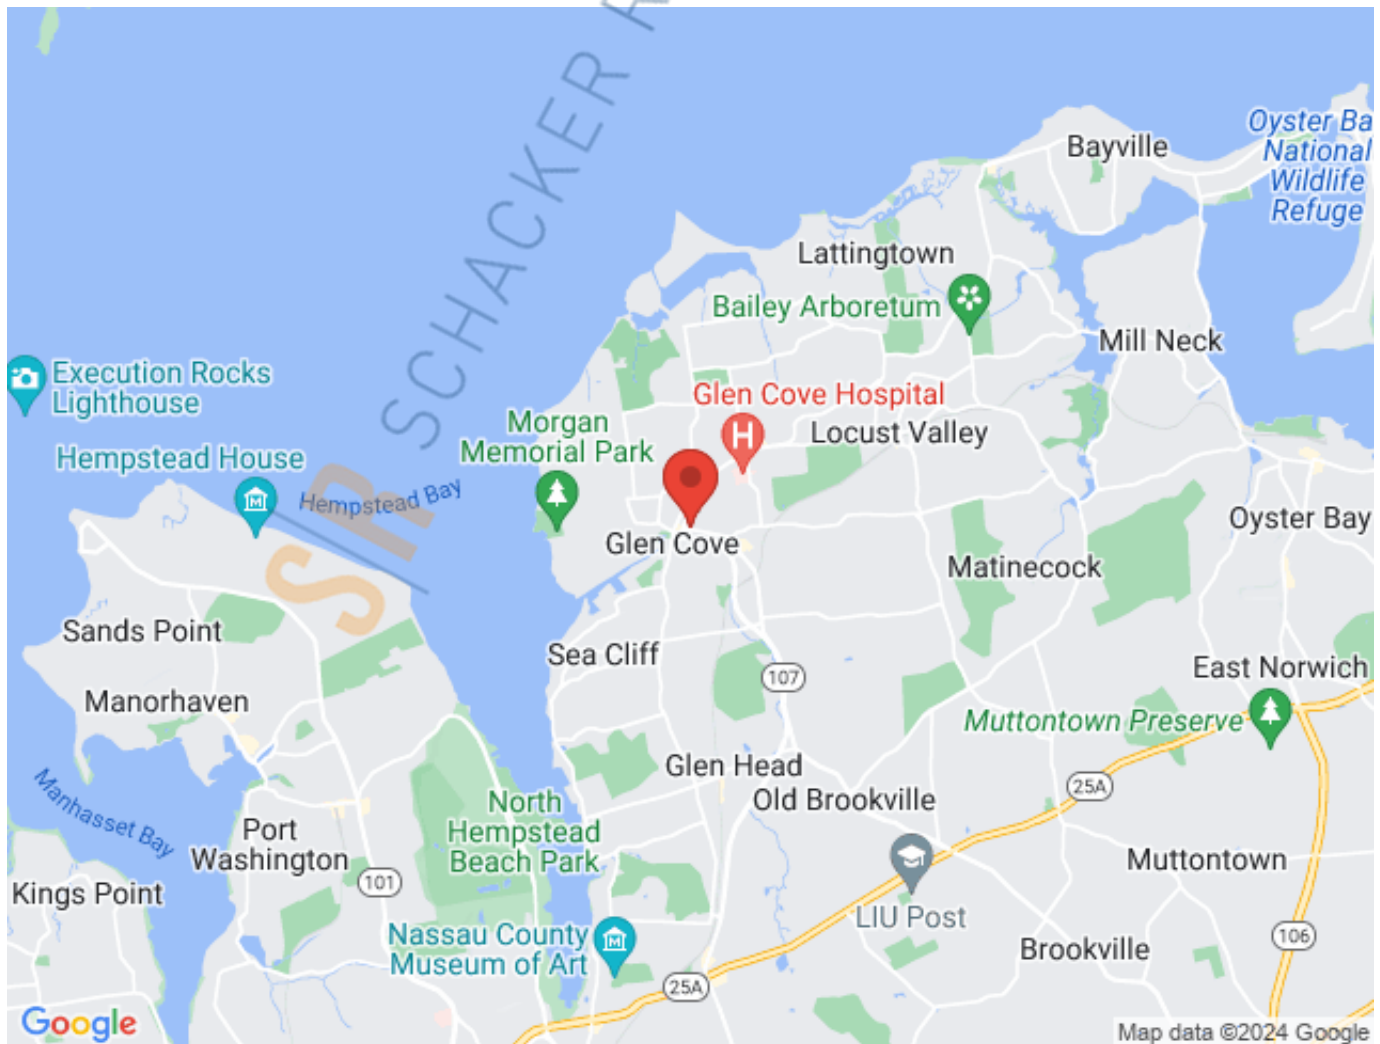 SCHACKER R
SIR
Bayville
Oyster Ba
National
Wildlife
Refuge
Lattingtown
Bailey Arboretum
Mill Neck
Execution Rocks
Lighthouse
Glen Cove Hospital
H
Morgan
Memorial Park
Locust Valley
Hempstead House
M
Hempstead Bay
Glen Cove
Oyster Bay
Matinecock
Sands Point
Sea Cliff
107
East Norwich
Manorhaven
Muttontown Preserve
Glen Head
25A
Old Brookville
Manhasset Bay
North
Hempstead
Beach Park
Port
Washington
101
Muttontown
Kings Point
LIU Post
Nassau County
Museum of Art
M
Brookville
106
25A
Google
Map data ©2024 Google